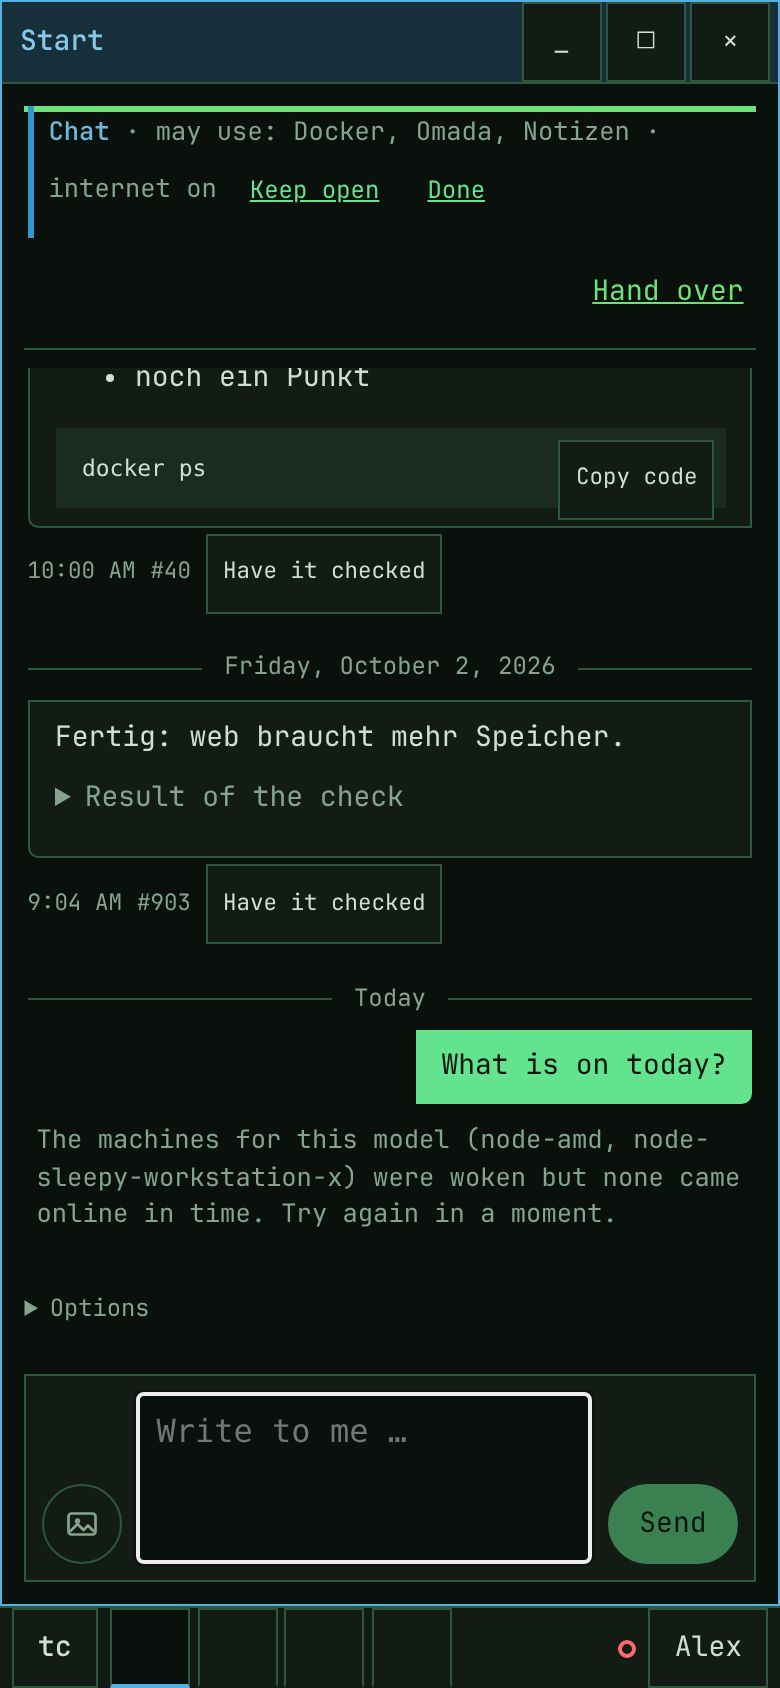 Start
_ □ ×
Chat · may use: Docker, Omada, Notizen ·
internet on Keep open Done
Hand over
• noch ein Punkt
docker ps
Copy code
10:00 AM #40 Have it checked
Friday, October 2, 2026
Fertig: web braucht mehr Speicher.
▶ Result of the check
9:04 AM #903 Have it checked
Today
What is on today?
The machines for this model (node-amd, node-
sleepy-workstation-x) were woken but none came
online in time. Try again in a moment.
▶ Options
Write to me …
Send
tc
Alex